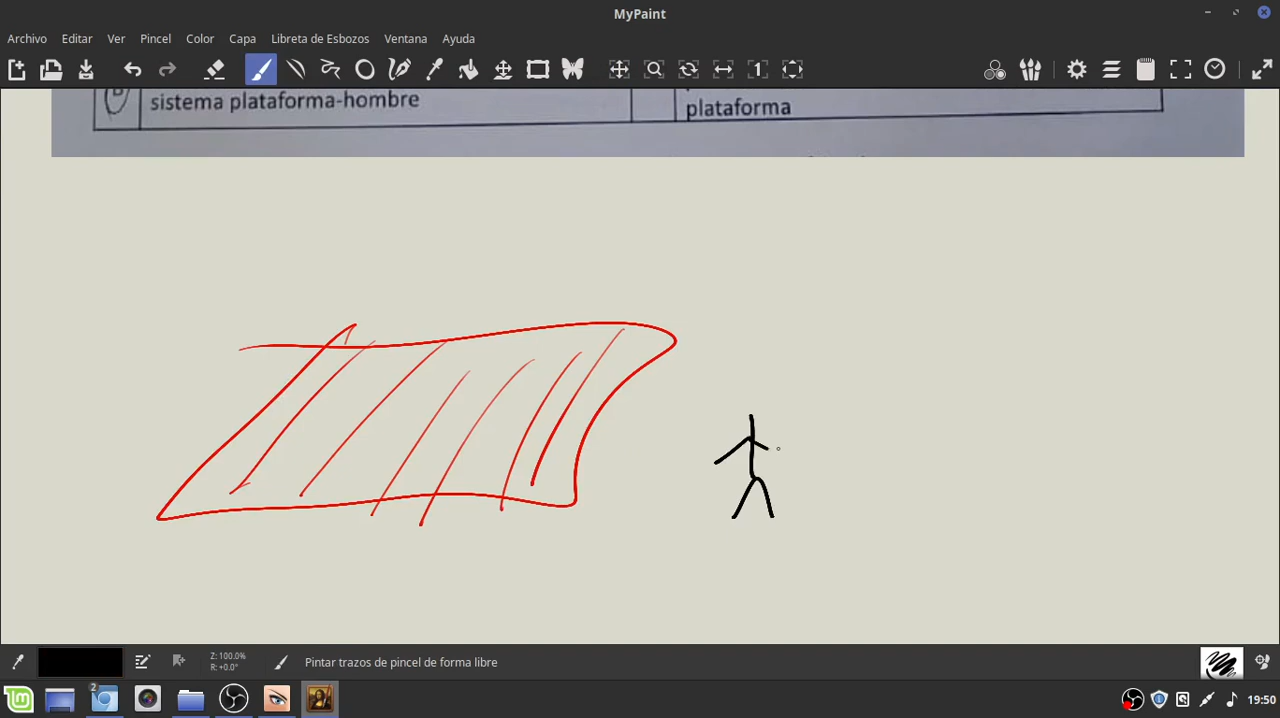 MyPaint
Archivo Editar Ver Pincel Color Capa Libreta de Esbozos Ventana Ayuda
B
sistema plataforma-hombre
plataforma
Z: 100.0%
R: +0.0°
Pintar trazos de pincel de forma libre
2
19:50